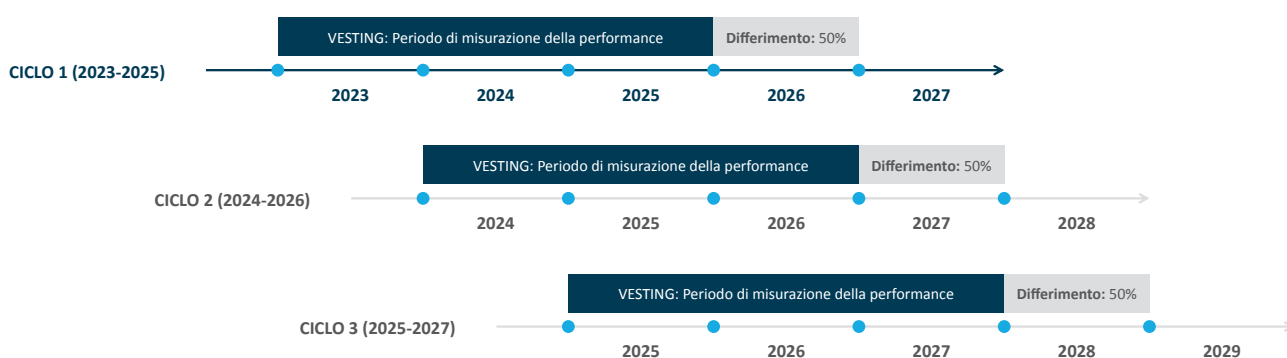 VESTING: Periodo di misurazione della performance Differimento: 50%
CICLO 1 (2023-2025)
2023 2024 2025 2026 2027
VESTING: Periodo di misurazione della performance Differimento: 50%
CICLO 2 (2024-2026)
2024 2025 2026 2027 2028
VESTING: Periodo di misurazione della performance Differimento: 50%
CICLO 3 (2025-2027)
2025 2026 2027 2028 2029